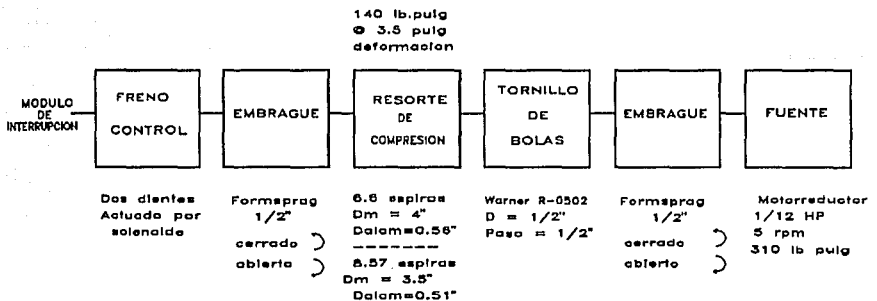 140 lb.pulg
@ 3.5 pulg
deformacion
MODULO
DE
INTERRUPCION
FRENO
CONTROL
EMBRAGUE
RESORTE
DE
COMPRESION
TORNILLO
DE
BOLAS
EMBRAGUE
FUENTE
Dos dientes
Actuado por
solenoide
Formsprag
1/2"
cerrado
abierta
6.6 espiras
Dm = 4"
Dalam=0.56"
-------
8.57 espiras
Dm = 3.5"
Dalam=0.51"
Warner R-0502
D = 1/2"
Paso = 1/2"
Formsprag
1/2"
cerrado
abierto
Motorreductor
1/12 HP
5 rpm
310 lb pulg